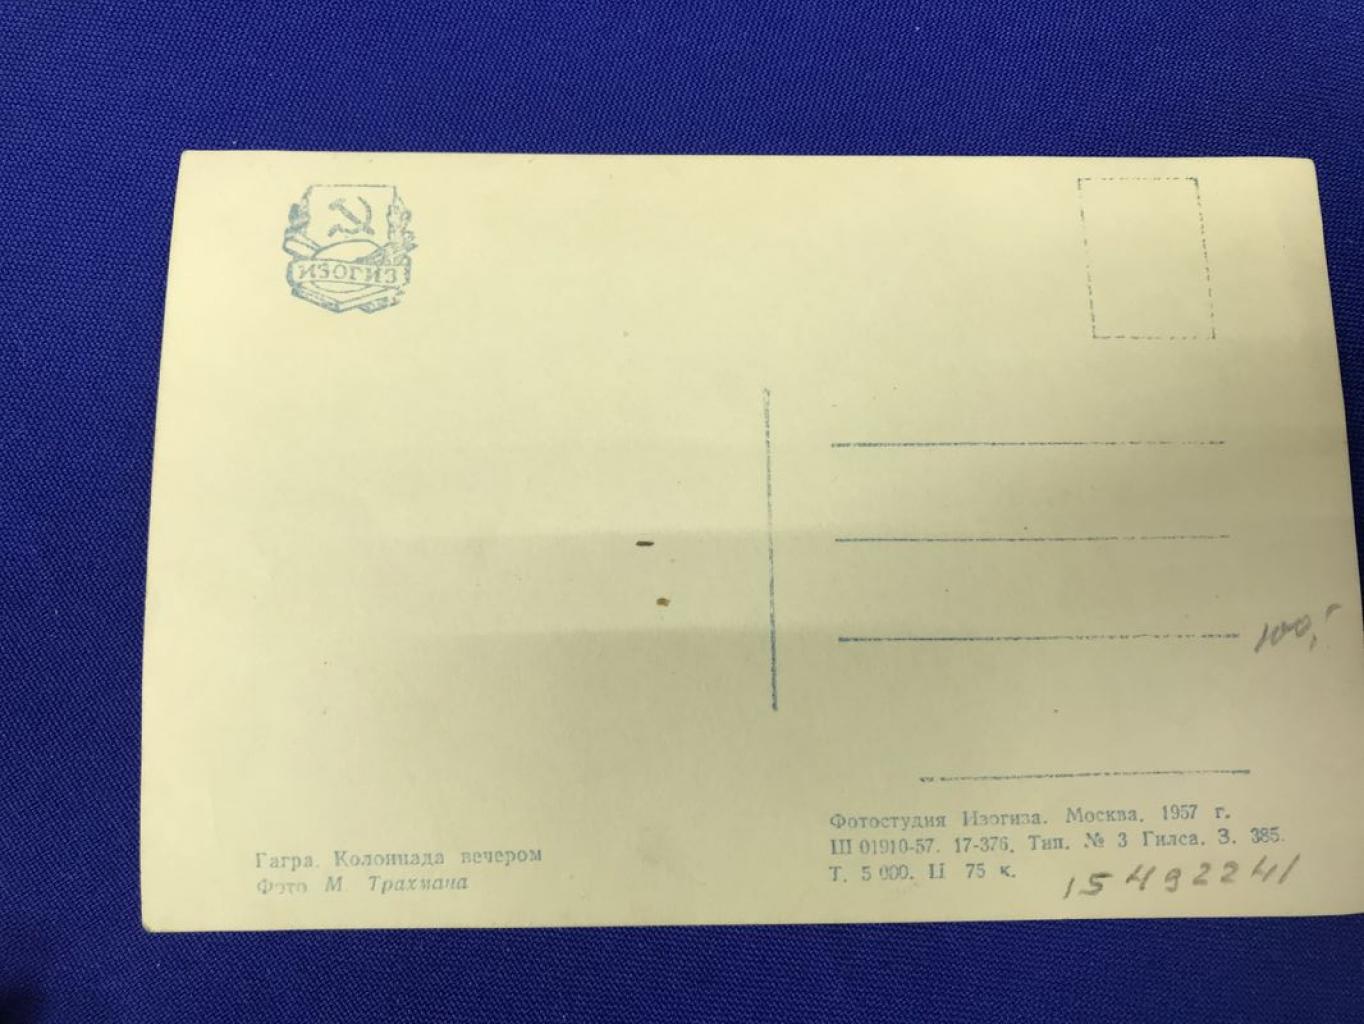 ИЗОГИЗ
100,-
Гагра. Колоннада вечером
Фото М. Трахмана
Фотостудия Изогиза. Москва. 1957 г.
Ш 01910-57. 17-376. Тип. № 3 Гилса. З. 385.
Т. 5 000. Ц 75 к.
15492241